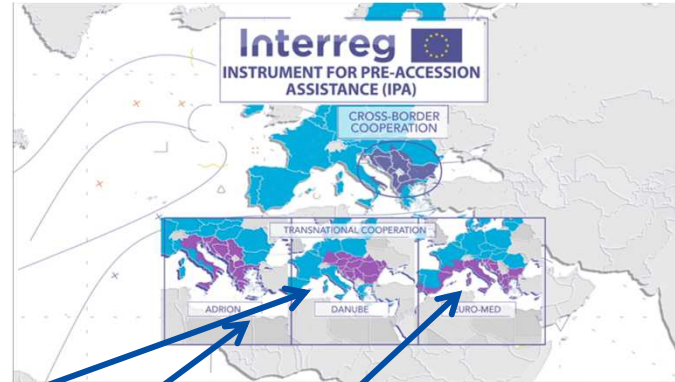 Interreg
INSTRUMENT FOR PRE-ACCESSION
ASSISTANCE (IPA)
CROSS-BORDER
COOPERATION
TRANSNATIONAL COOPERATION
ADRION
DANUBE
EURO-MED